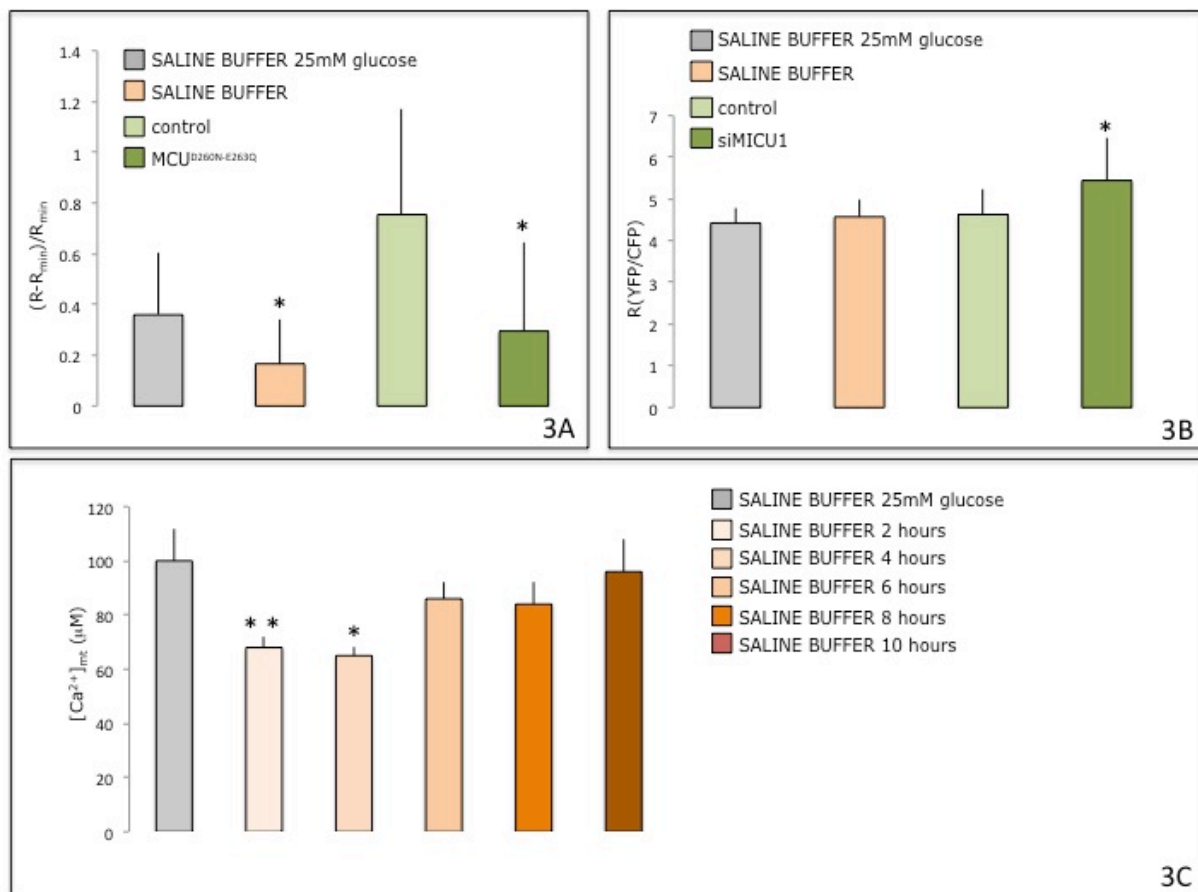 SALINE BUFFER 25mM glucose
SALINE BUFFER
control
MCU^D260N-E263Q
1.4
1.2
1
0.8
0.6
0.4
0.2
0
(R-Rmin)/Rmin
*
*
3A
SALINE BUFFER 25mM glucose
SALINE BUFFER
control
siMICU1
7
6
5
4
3
2
1
0
R(YFP/CFP)
*
3B
SALINE BUFFER 25mM glucose
SALINE BUFFER 2 hours
SALINE BUFFER 4 hours
SALINE BUFFER 6 hours
SALINE BUFFER 8 hours
SALINE BUFFER 10 hours
120
100
80
60
40
20
0
[Ca2+]mt (μM)
* *
*
3C